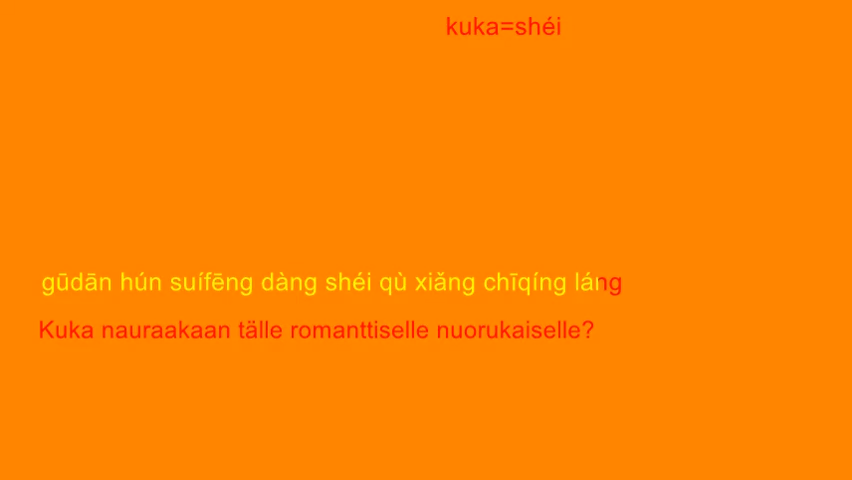 kuka=shéi
gūdān hún suífēng dàng shéi qù xiǎng chīqíng láng
Kuka nauraakaan tälle romanttiselle nuorukaiselle?